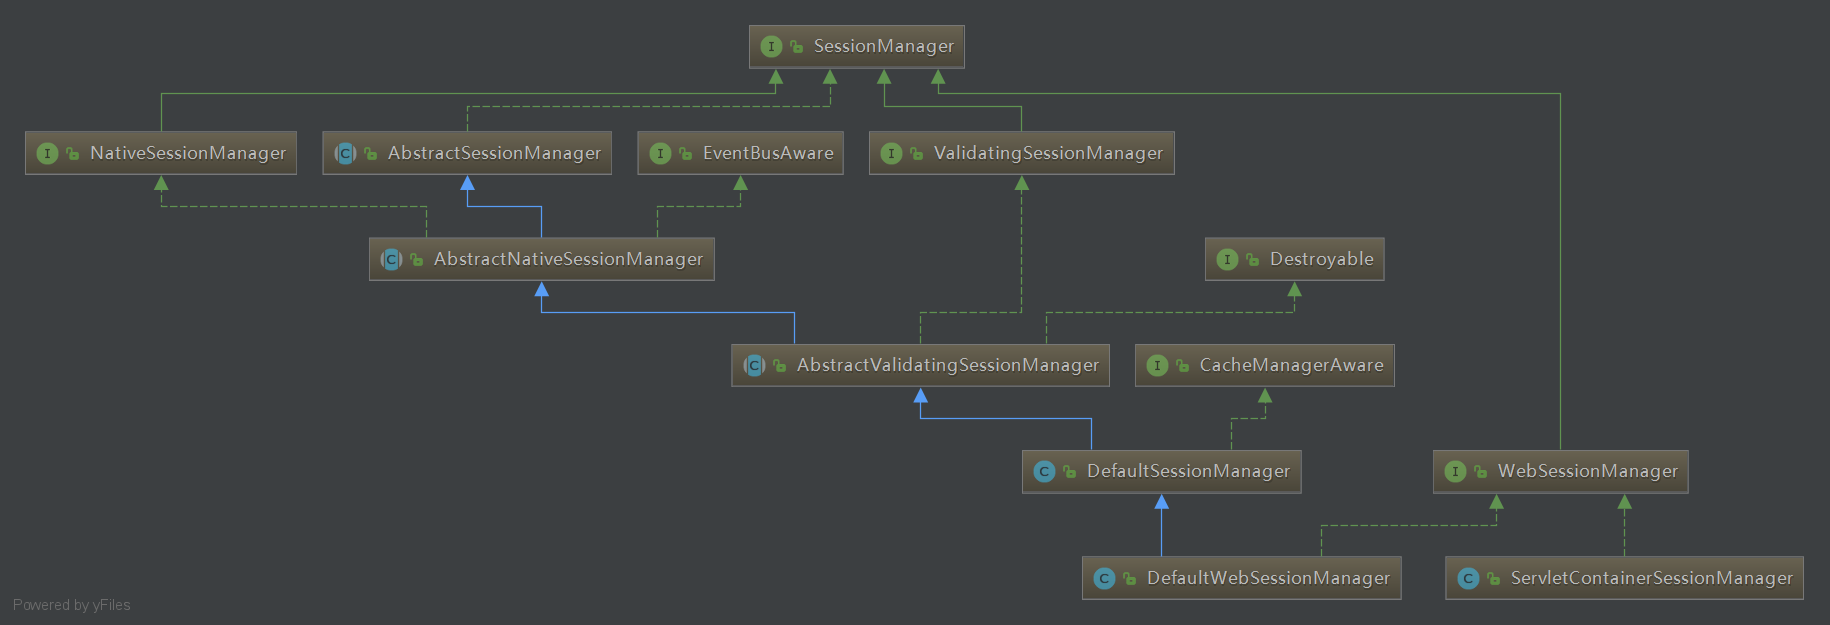 I SessionManager
I NativeSessionManager
C AbstractSessionManager
I EventBusAware
I ValidatingSessionManager
C AbstractNativeSessionManager
I Destroyable
C AbstractValidatingSessionManager
I CacheManagerAware
C DefaultSessionManager
I WebSessionManager
C DefaultWebSessionManager
C ServletContainerSessionManager
Powered by yFiles